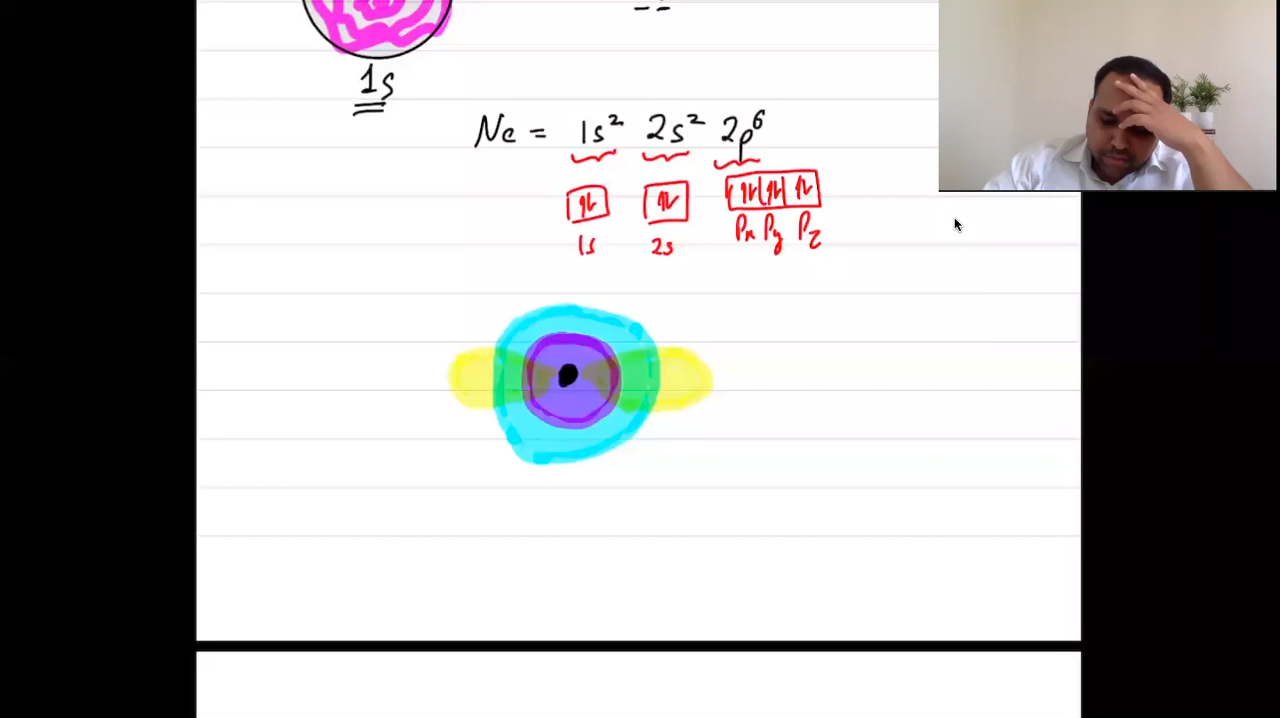 1s
Ne = 1s² 2s² 2p⁶
1s 2s Px Py Pz